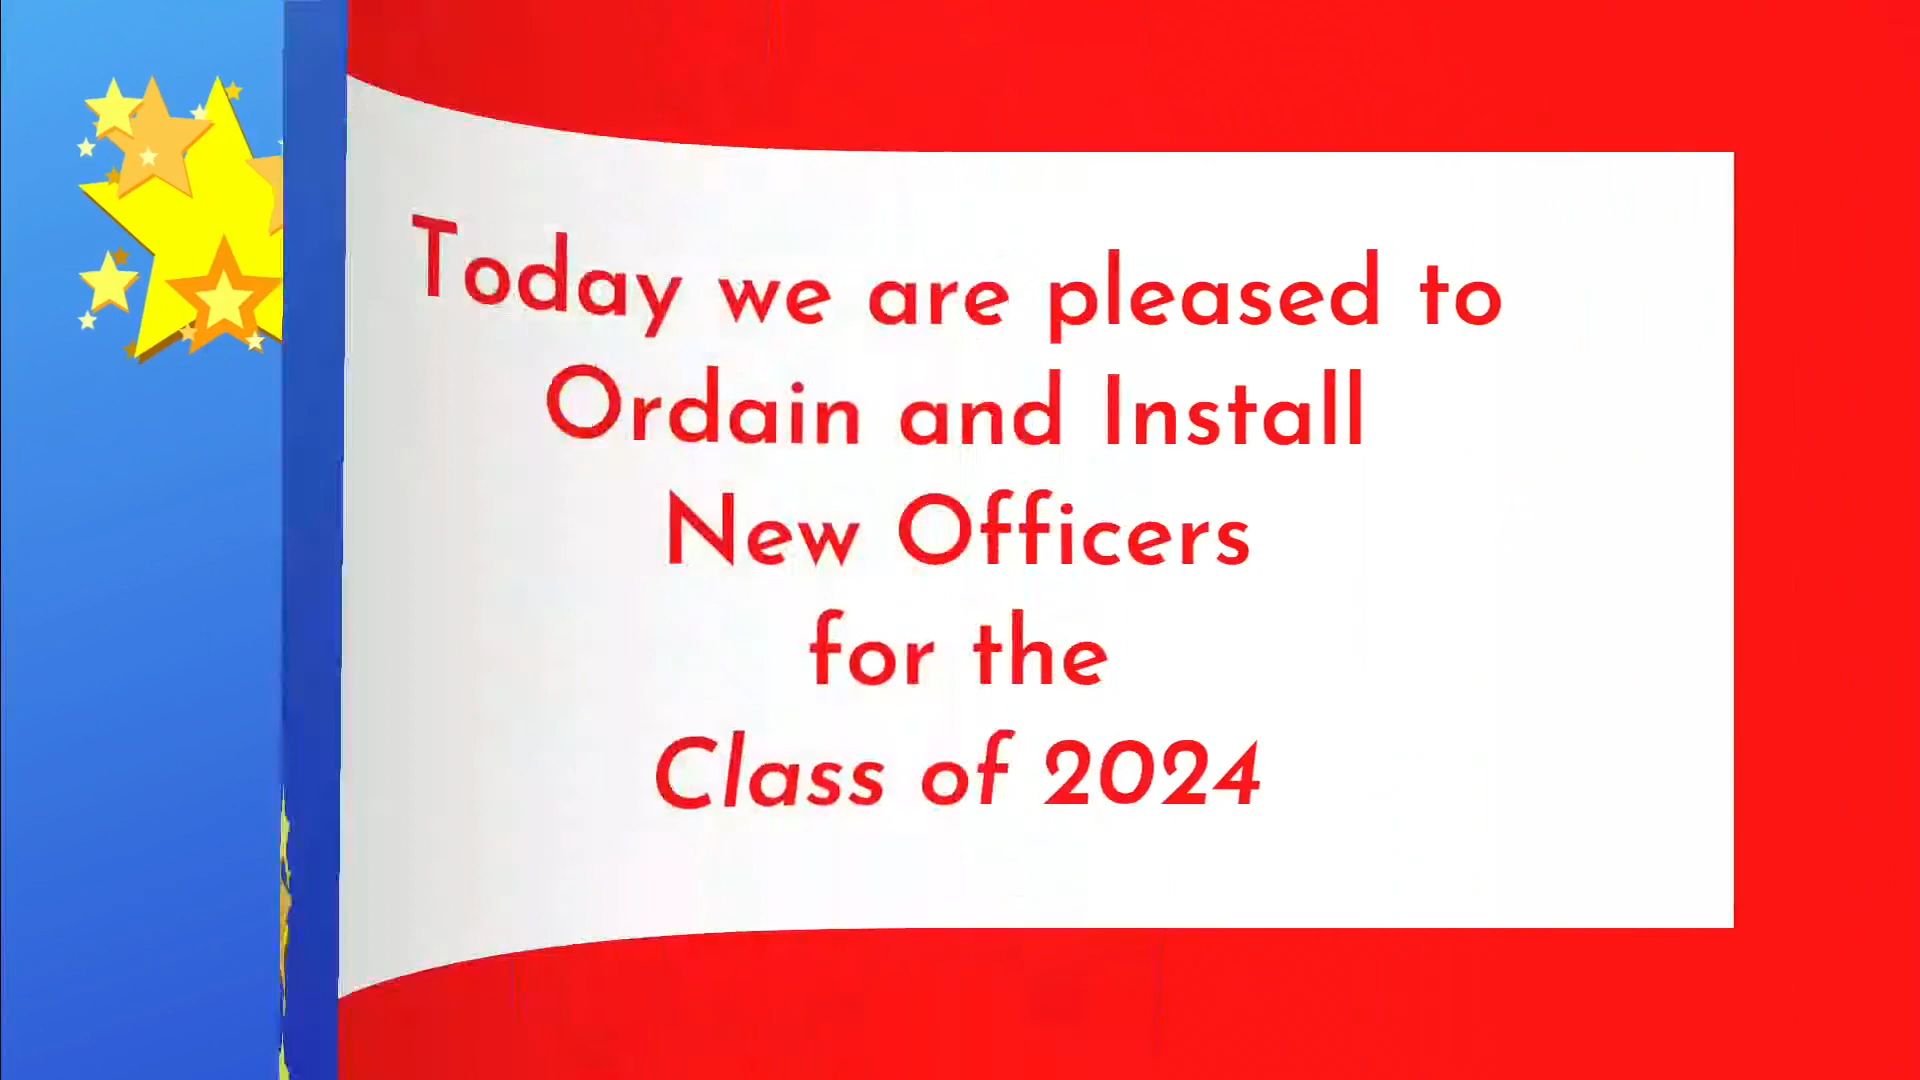 Today we are pleased to
Ordain and Install
New Officers
for the
Class of 2024